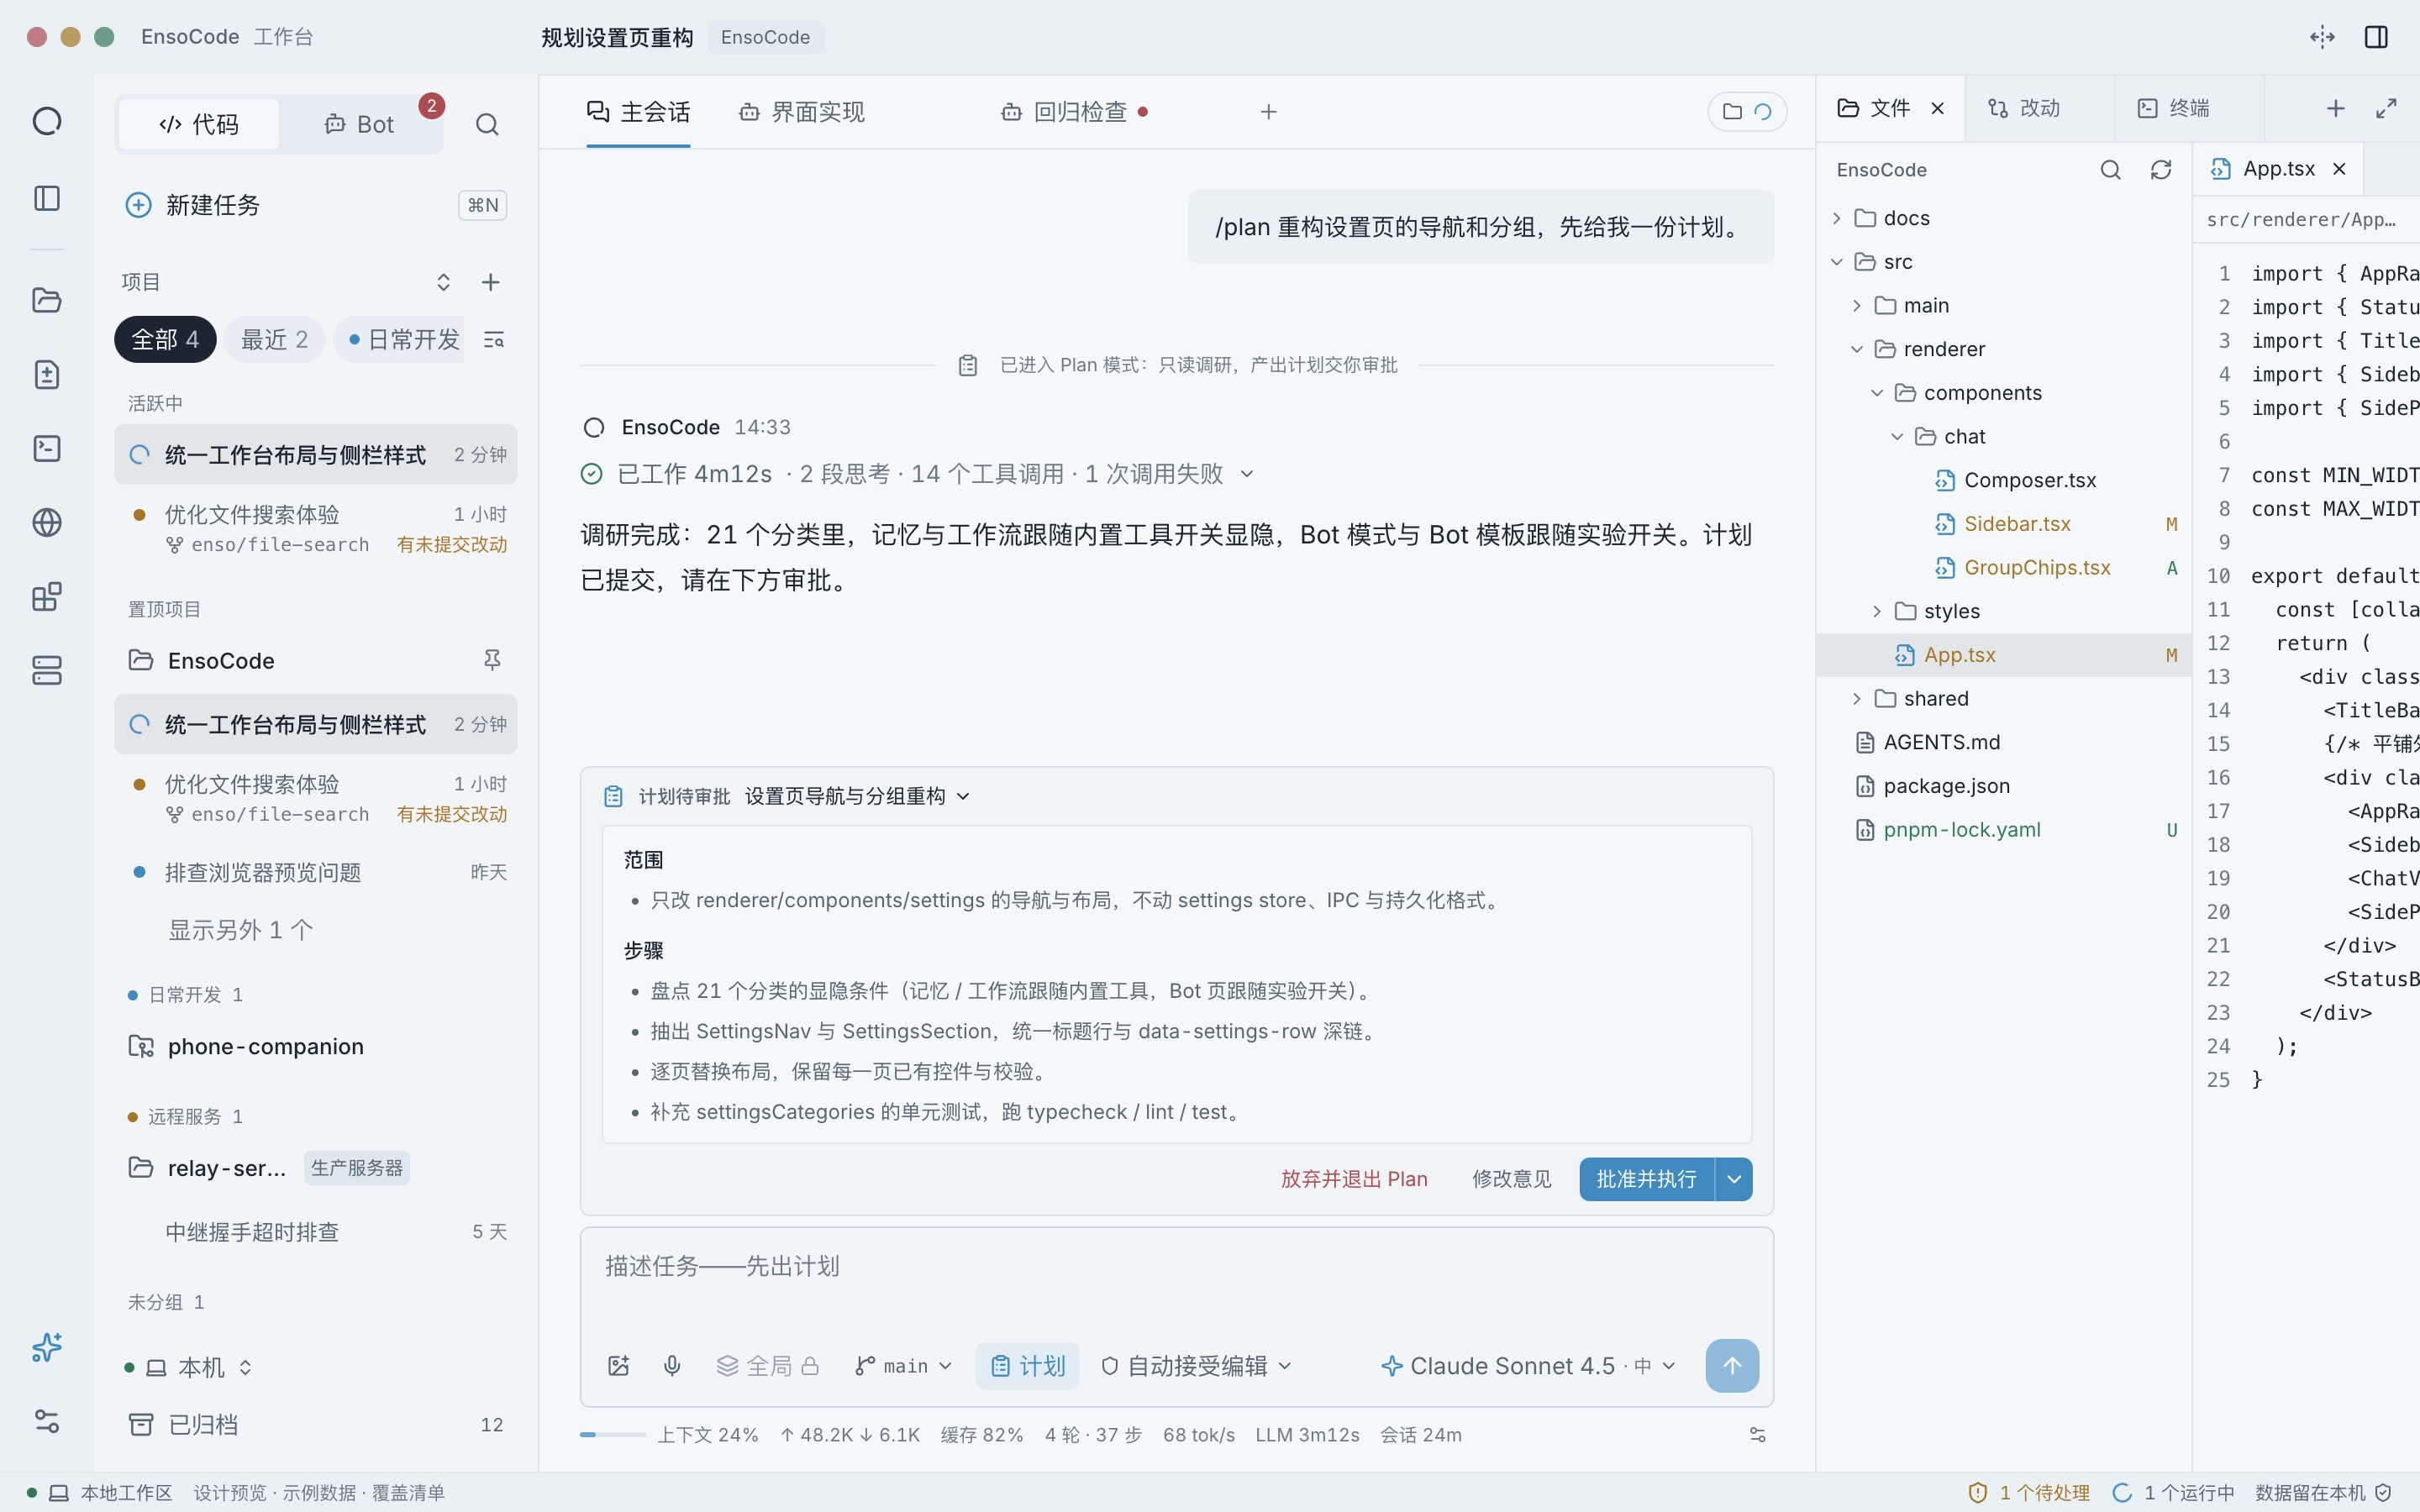 EnsoCode 工作台
规划设置页重构 EnsoCode
代码
Bot
2
新建任务 ⌘N
项目
全部 4
最近 2
日常开发
活跃中
统一工作台布局与侧栏样式 2 分钟
优化文件搜索体验 1 小时
enso/file-search 有未提交改动
置顶项目
EnsoCode
统一工作台布局与侧栏样式 2 分钟
优化文件搜索体验 1 小时
enso/file-search 有未提交改动
排查浏览器预览问题 昨天
显示另外 1 个
日常开发 1
phone-companion
远程服务 1
relay-ser... 生产服务器
中继握手超时排查 5 天
未分组 1
本机
已归档 12
主会话
界面实现
回归检查
/plan 重构设置页的导航和分组，先给我一份计划。
已进入 Plan 模式：只读调研，产出计划交你审批
EnsoCode 14:33
已工作 4m12s · 2 段思考 · 14 个工具调用 · 1 次调用失败
调研完成：21 个分类里，记忆与工作流跟随内置工具开关显隐，Bot 模式与 Bot 模板跟随实验开关。计划
已提交，请在下方审批。
计划待审批 设置页导航与分组重构
范围
• 只改 renderer/components/settings 的导航与布局，不动 settings store、IPC 与持久化格式。
步骤
• 盘点 21 个分类的显隐条件（记忆 / 工作流跟随内置工具，Bot 页跟随实验开关）。
• 抽出 SettingsNav 与 SettingsSection，统一标题行与 data-settings-row 深链。
• 逐页替换布局，保留每一页已有控件与校验。
• 补充 settingsCategories 的单元测试，跑 typecheck / lint / test。
放弃并退出 Plan
修改意见
批准并执行
描述任务——先出计划
全局
main
计划
自动接受编辑
Claude Sonnet 4.5 · 中
上下文 24% ↑ 48.2K ↓ 6.1K 缓存 82% 4 轮 · 37 步 68 tok/s LLM 3m12s 会话 24m
文件
改动
终端
EnsoCode
docs
src
main
renderer
components
chat
Composer.tsx
Sidebar.tsx M
GroupChips.tsx A
styles
App.tsx M
shared
AGENTS.md
package.json
pnpm-lock.yaml U
App.tsx
src/renderer/App…
1 import { AppRa
2 import { Statu
3 import { Title
4 import { Sideb
5 import { SideP
6
7 const MIN_WIDT
8 const MAX_WIDT
9
10 export default
11 const [colla
12 return (
13 <div class
14 <TitleBa
15 {/* 平铺
16 <div cla
17 <AppRa
18 <Sideb
19 <ChatV
20 <SideP
21 </div>
22 <StatusB
23 </div>
24 );
25 }
本地工作区 设计预览 · 示例数据 · 覆盖清单
1 个待处理
1 个运行中
数据留在本机